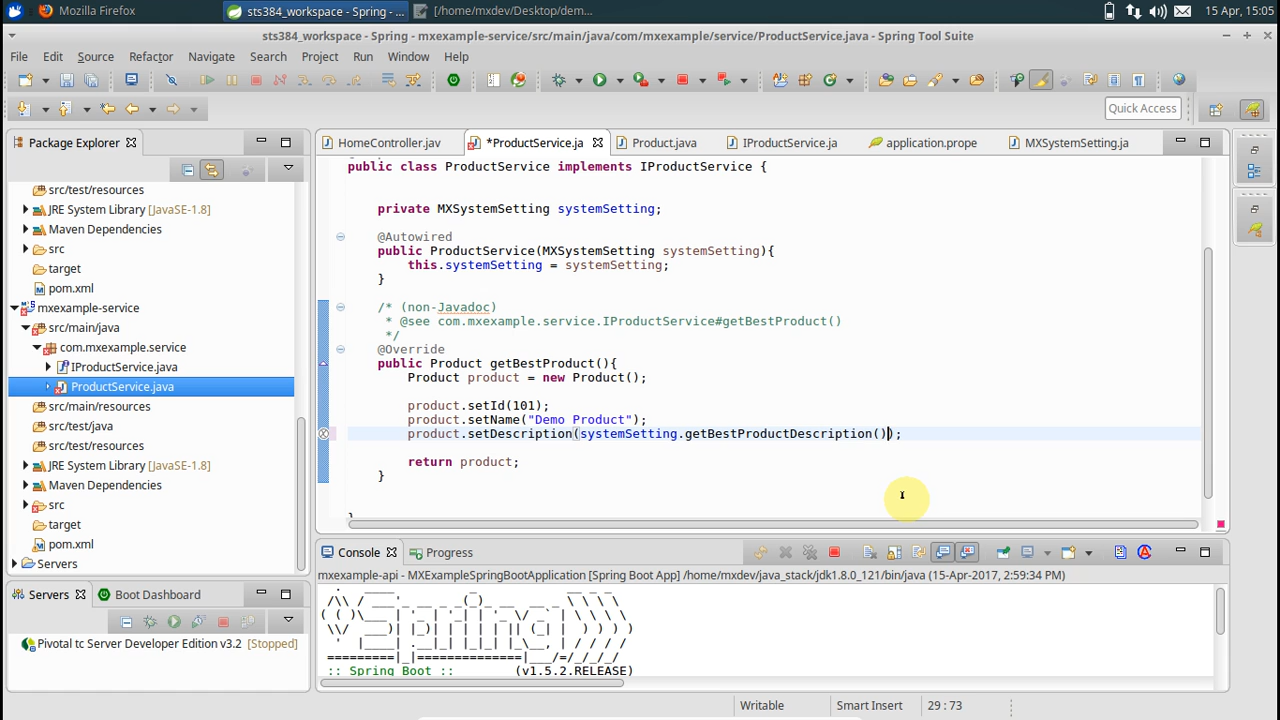 Mozilla Firefox
sts384_workspace - Spring - ...
[/home/mxdev/Desktop/dem...
15 Apr, 15:05
sts384_workspace - Spring - mxexample-service/src/main/java/com/mxexample/service/ProductService.java - Spring Tool Suite
File Edit Source Refactor Navigate Search Project Run Window Help
Quick Access
Package Explorer
src/test/resources
JRE System Library [JavaSE-1.8]
Maven Dependencies
src
target
pom.xml
mxexample-service
src/main/java
com.mxexample.service
IProductService.java
ProductService.java
src/main/resources
src/test/java
src/test/resources
JRE System Library [JavaSE-1.8]
Maven Dependencies
src
target
pom.xml
Servers
Servers Boot Dashboard
Pivotal tc Server Developer Edition v3.2 [Stopped]
HomeController.jav *ProductService.ja Product.java IProductService.ja application.prope MXSystemSetting.ja
public class ProductService implements IProductService {
private MXSystemSetting systemSetting;
@Autowired
public ProductService(MXSystemSetting systemSetting){
this.systemSetting = systemSetting;
}
/* (non-Javadoc)
* @see com.mxexample.service.IProductService#getBestProduct()
*/
@Override
public Product getBestProduct(){
Product product = new Product();
product.setId(101);
product.setName("Demo Product");
product.setDescription(systemSetting.getBestProductDescription());
return product;
}
}
Console Progress
mxexample-api - MXExampleSpringBootApplication [Spring Boot App] /home/mxdev/java_stack/jdk1.8.0_121/bin/java (15-Apr-2017, 2:59:34 PM)
:: Spring Boot :: (v1.5.2.RELEASE)
Writable Smart Insert 29 : 73